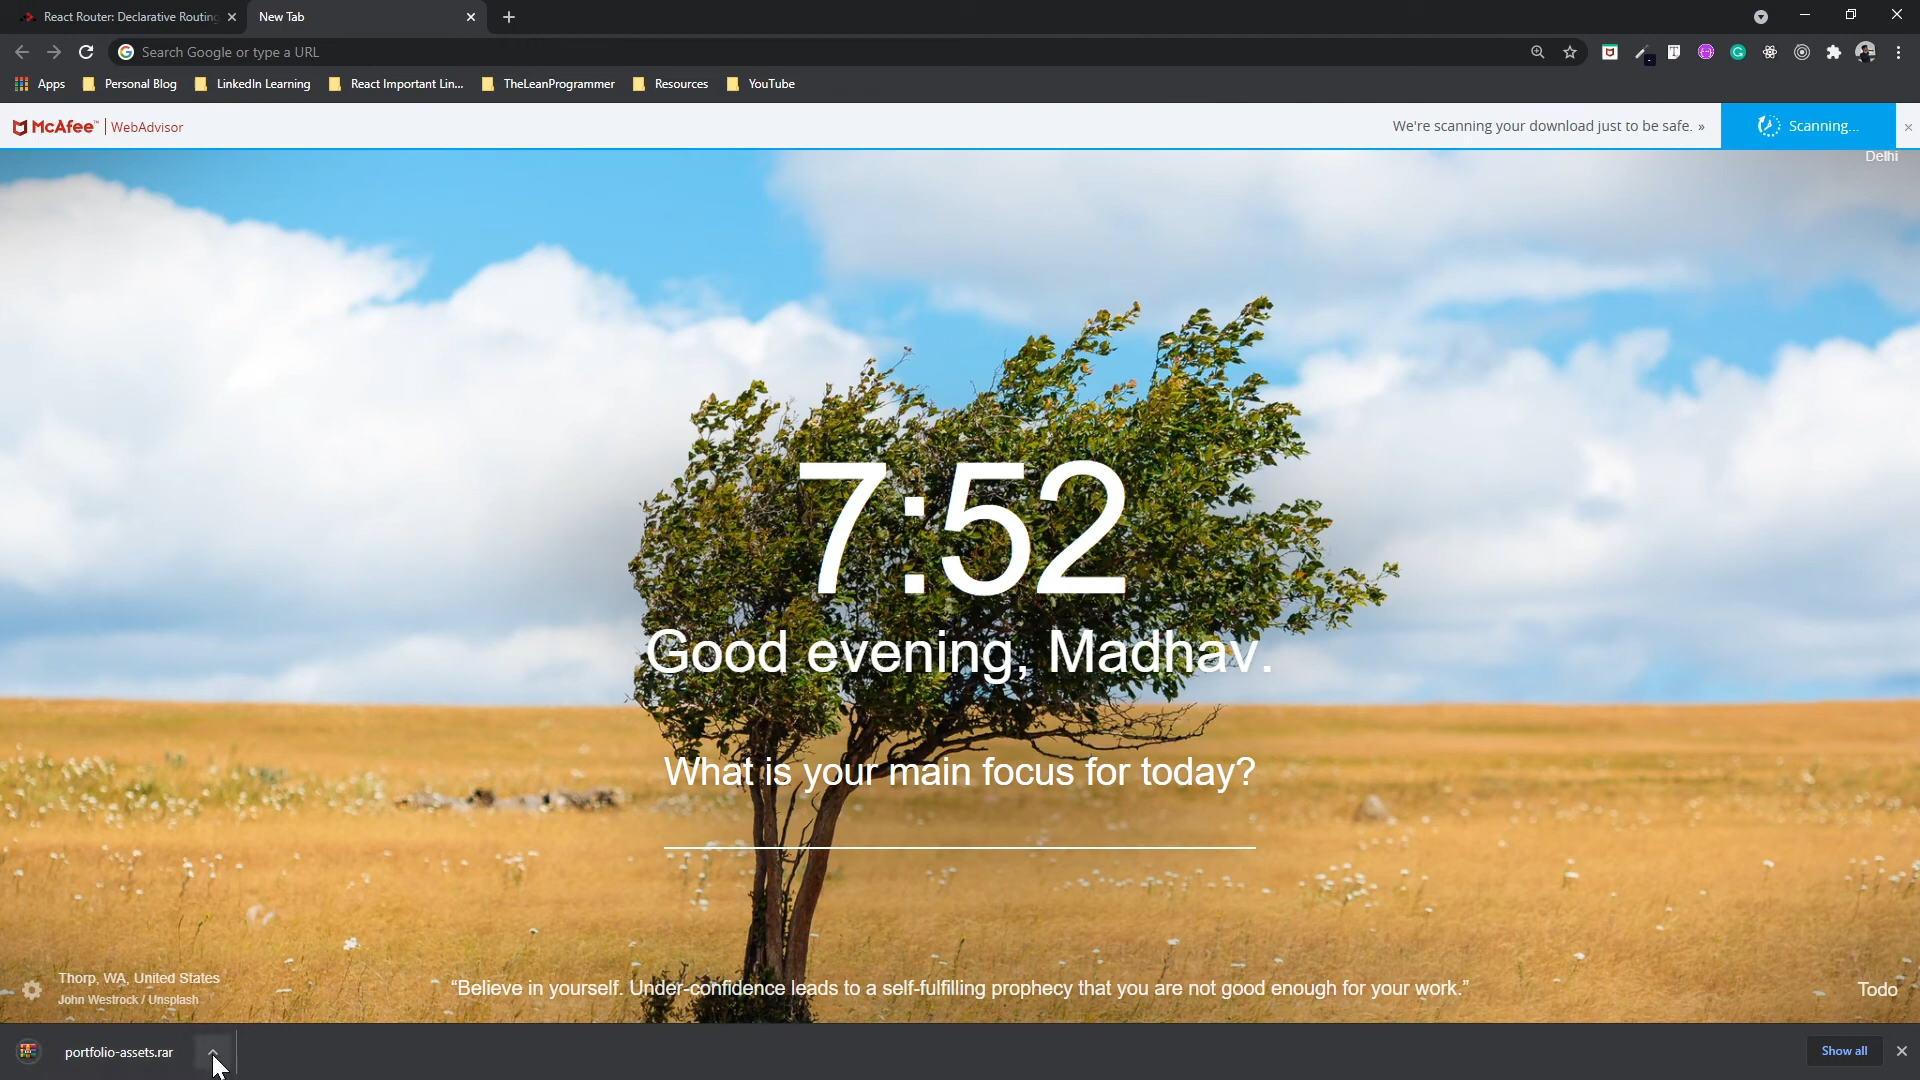 React Router: Declarative Routing
New Tab
Search Google or type a URL
Apps
Personal Blog
LinkedIn Learning
React Important Lin...
TheLeanProgrammer
Resources
YouTube
McAfee™ | WebAdvisor
We're scanning your download just to be safe. »
Scanning...
Delhi
7:52
Good evening, Madhav.
What is your main focus for today?
Thorp, WA, United States
John Westrock / Unsplash
“Believe in yourself. Under-confidence leads to a self-fulfilling prophecy that you are not good enough for your work.”
Todo
portfolio-assets.rar
Show all